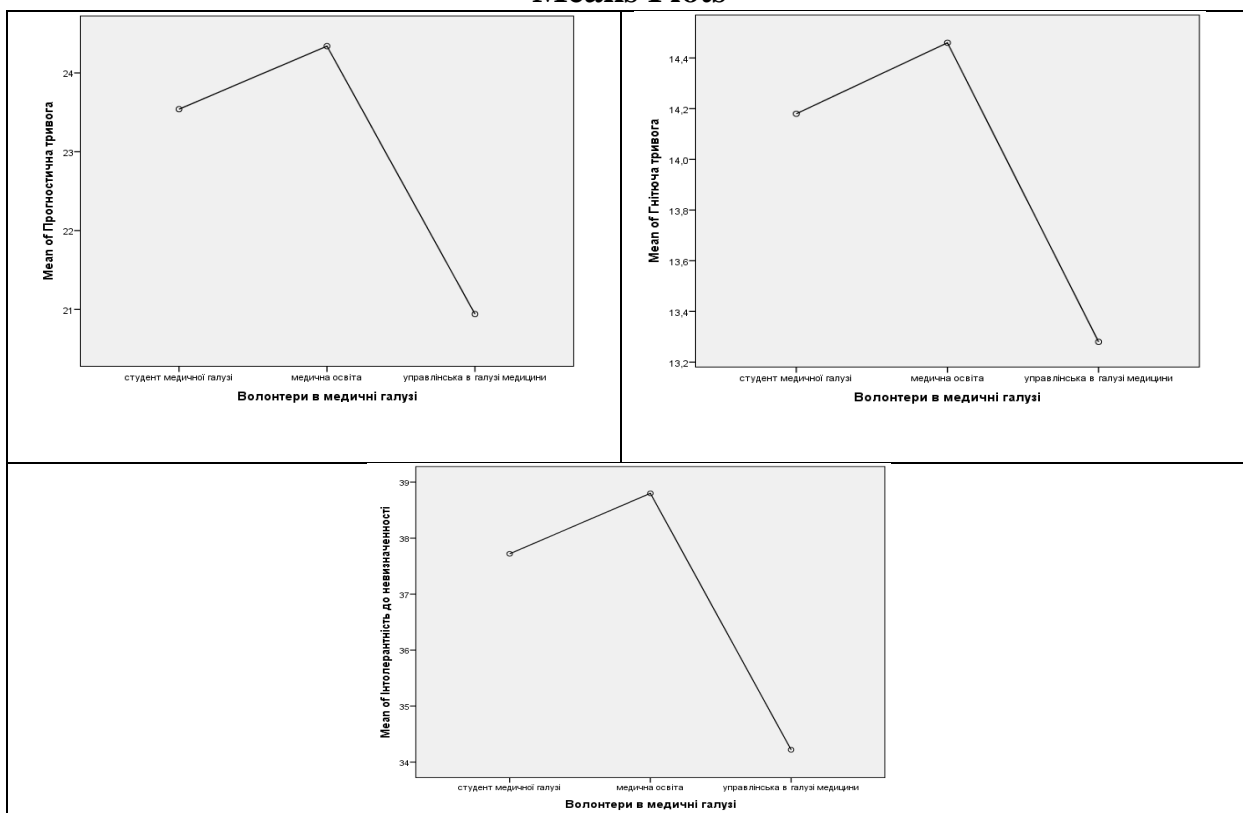 Means Plots
24
23
22
21
Mean of Прогностична тривога
студент медичної галузі
медична освіта
управлінська в галузі медицини
Волонтери в медичні галузі
14,4
14,2
14,0
13,8
13,6
13,4
13,2
Mean of Гнітюча тривога
студент медичної галузі
медична освіта
управлінська в галузі медицини
Волонтери в медичні галузі
39
38
37
36
35
34
Mean of Інтолерантність до невизначенності
студент медичної галузі
медична освіта
управлінська в галузі медицини
Волонтери в медичні галузі